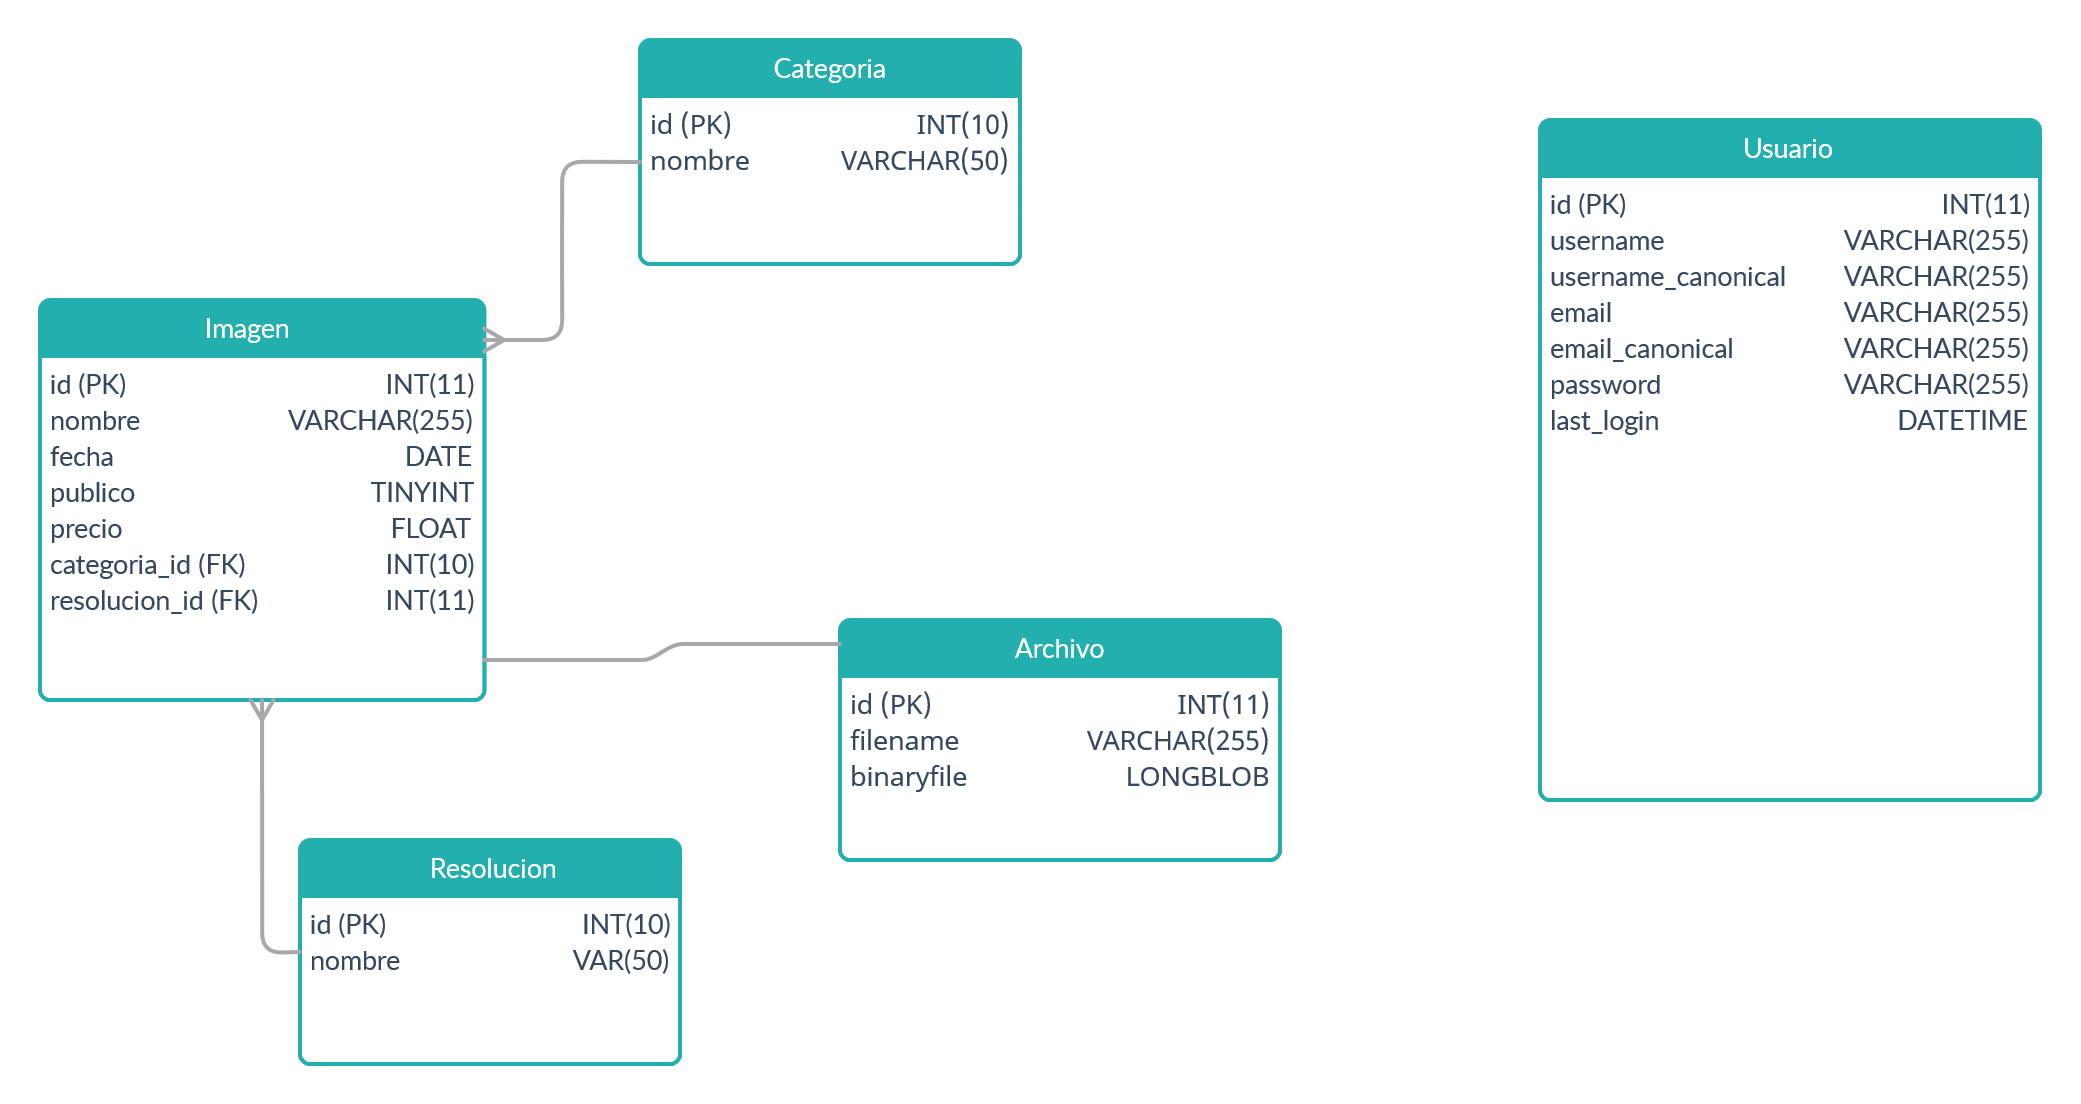 Categoria
id (PK) INT(10)
nombre VARCHAR(50)
Usuario
id (PK) INT(11)
username VARCHAR(255)
username_canonical VARCHAR(255)
email VARCHAR(255)
email_canonical VARCHAR(255)
password VARCHAR(255)
last_login DATETIME
Imagen
id (PK) INT(11)
nombre VARCHAR(255)
fecha DATE
publico TINYINT
precio FLOAT
categoria_id (FK) INT(10)
resolucion_id (FK) INT(11)
Archivo
id (PK) INT(11)
filename VARCHAR(255)
binaryfile LONGBLOB
Resolucion
id (PK) INT(10)
nombre VAR(50)